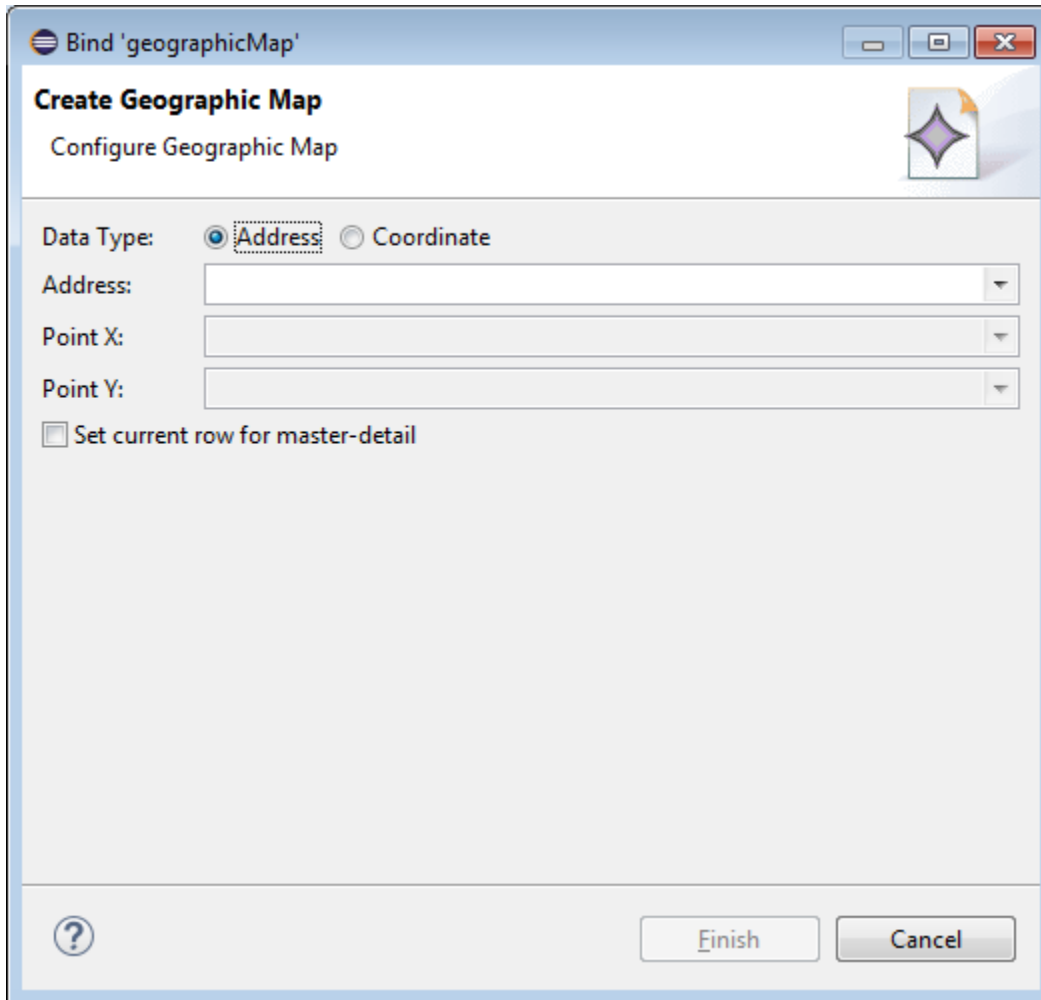 Bind 'geographicMap'
Create Geographic Map
Configure Geographic Map
Data Type: Address Coordinate
Address:
Point X:
Point Y:
Set current row for master-detail
? Finish Cancel